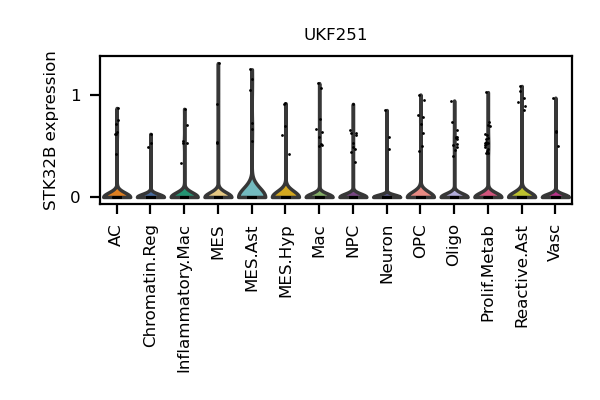 UKF251
STK32B expression
1
0
AC
Chromatin.Reg
Inflammatory.Mac
MES
MES.Ast
MES.Hyp
Mac
NPC
Neuron
OPC
Oligo
Prolif.Metab
Reactive.Ast
Vasc